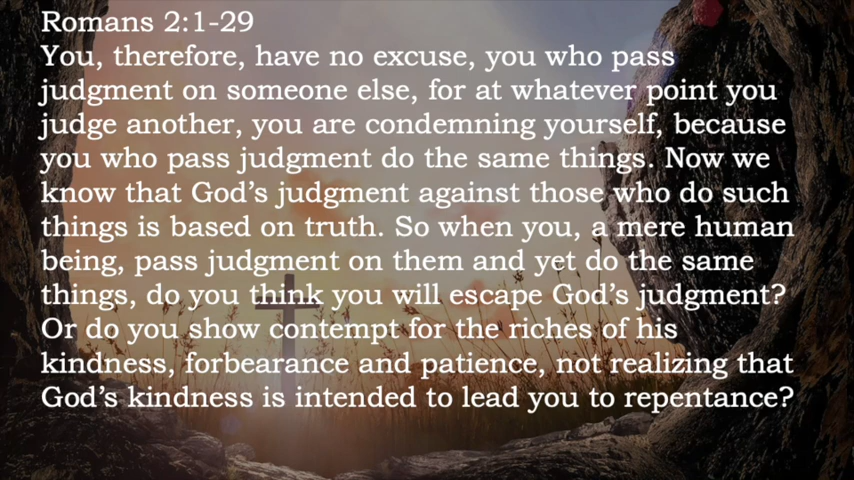 Romans 2:1-29
You, therefore, have no excuse, you who pass
judgment on someone else, for at whatever point you
judge another, you are condemning yourself, because
you who pass judgment do the same things. Now we
know that God’s judgment against those who do such
things is based on truth. So when you, a mere human
being, pass judgment on them and yet do the same
things, do you think you will escape God’s judgment?
Or do you show contempt for the riches of his
kindness, forbearance and patience, not realizing that
God’s kindness is intended to lead you to repentance?